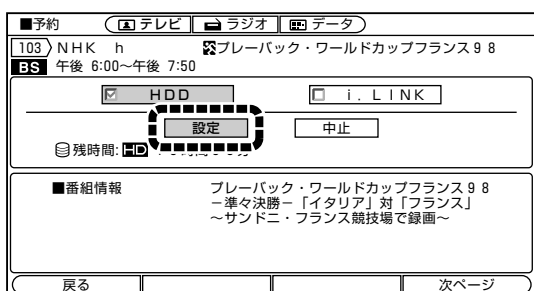 ■予約 テレビ ラジオ データ
103 NHK h プレーバック・ワールドカップフランス98
BS 午後 6:00~午後 7:50
HDD i.LINK
設定 中止
残時間: HD
■番組情報 プレーバック・ワールドカップフランス98
-準々決勝-「イタリア」対「フランス」
~サンドニ・フランス競技場で録画~
戻る 次ページ